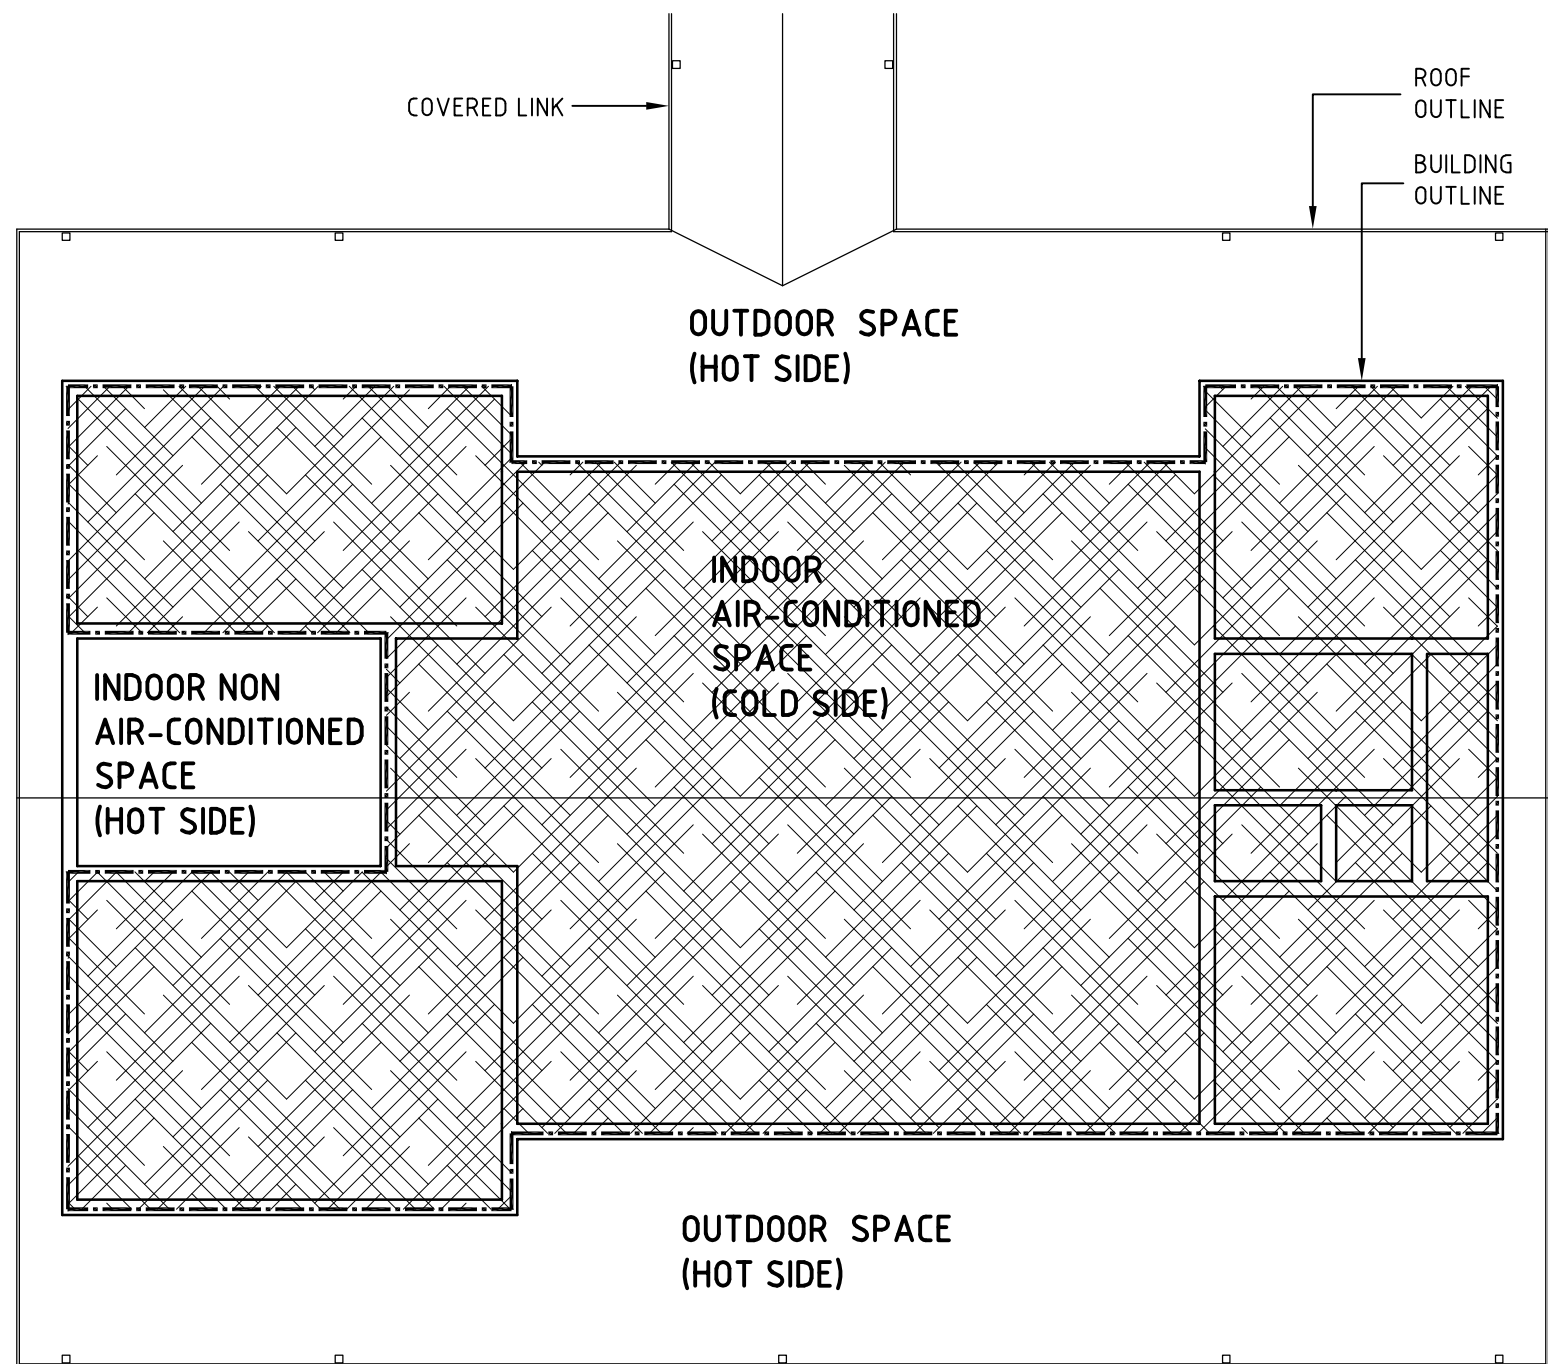 COVERED LINK
ROOF
OUTLINE
BUILDING
OUTLINE
OUTDOOR SPACE
(HOT SIDE)
INDOOR
AIR-CONDITIONED
SPACE
(COLD SIDE)
INDOOR NON
AIR-CONDITIONED
SPACE
(HOT SIDE)
OUTDOOR SPACE
(HOT SIDE)